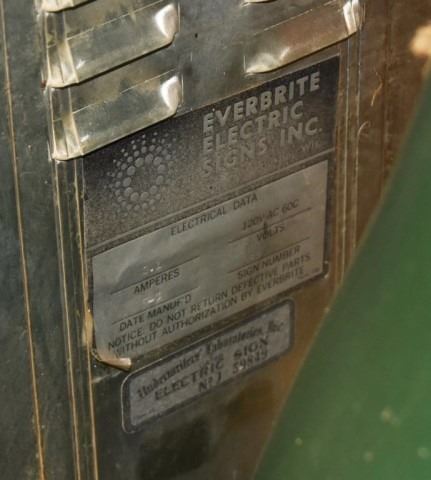 EVERBRITE
ELECTRIC
SIGNS INC.
WIS.
ELECTRICAL DATA
120V AC 60C
AMPERES
VOLTS
DATE MANUF'D
SIGN NUMBER
NOTICE: DO NOT RETURN DEFECTIVE PARTS
WITHOUT AUTHORIZATION BY EVERBRITE.
Underwriters' Laboratories, Inc.
ELECTRIC SIGN